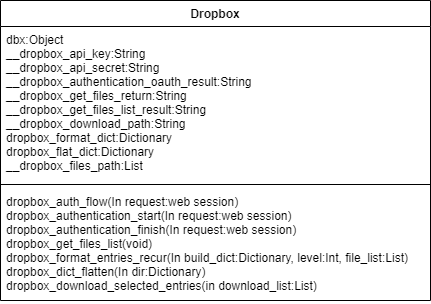 Dropbox
dbx:Object
__dropbox_api_key:String
__dropbox_api_secret:String
__dropbox_authentication_oauth_result:String
__dropbox_get_files_return:String
__dropbox_get_files_list_result:String
__dropbox_download_path:String
dropbox_format_dict:Dictionary
dropbox_flat_dict:Dictionary
__dropbox_files_path:List
dropbox_auth_flow(In request:web session)
dropbox_authentication_start(In request:web session)
dropbox_authentication_finish(In request:web session)
dropbox_get_files_list(void)
dropbox_format_entries_recur(In build_dict:Dictionary, level:Int, file_list:List)
dropbox_dict_flatten(In dir:Dictionary)
dropbox_download_selected_entries(in download_list:List)